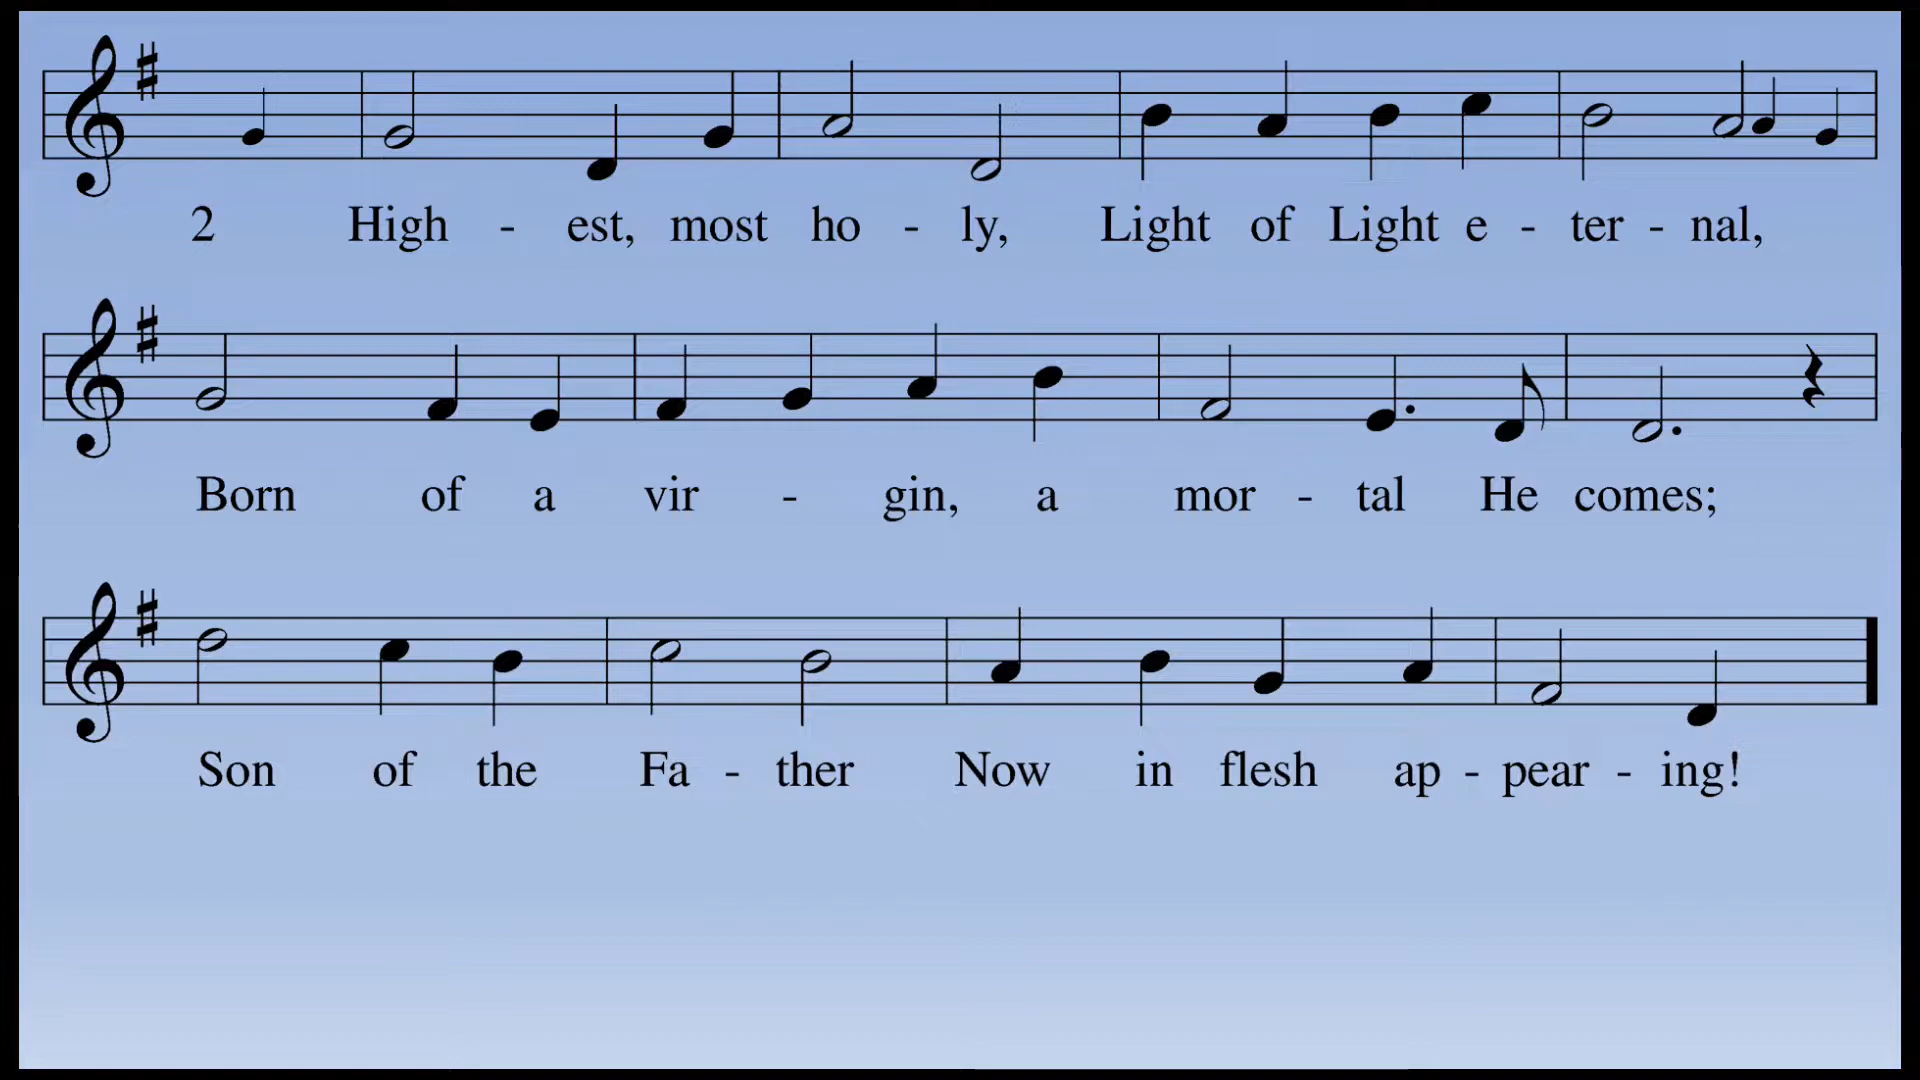 2 High - est, most ho - ly, Light of Light e - ter - nal,
Born of a vir - gin, a mor - tal He comes;
Son of the Fa - ther Now in flesh ap - pear - ing!